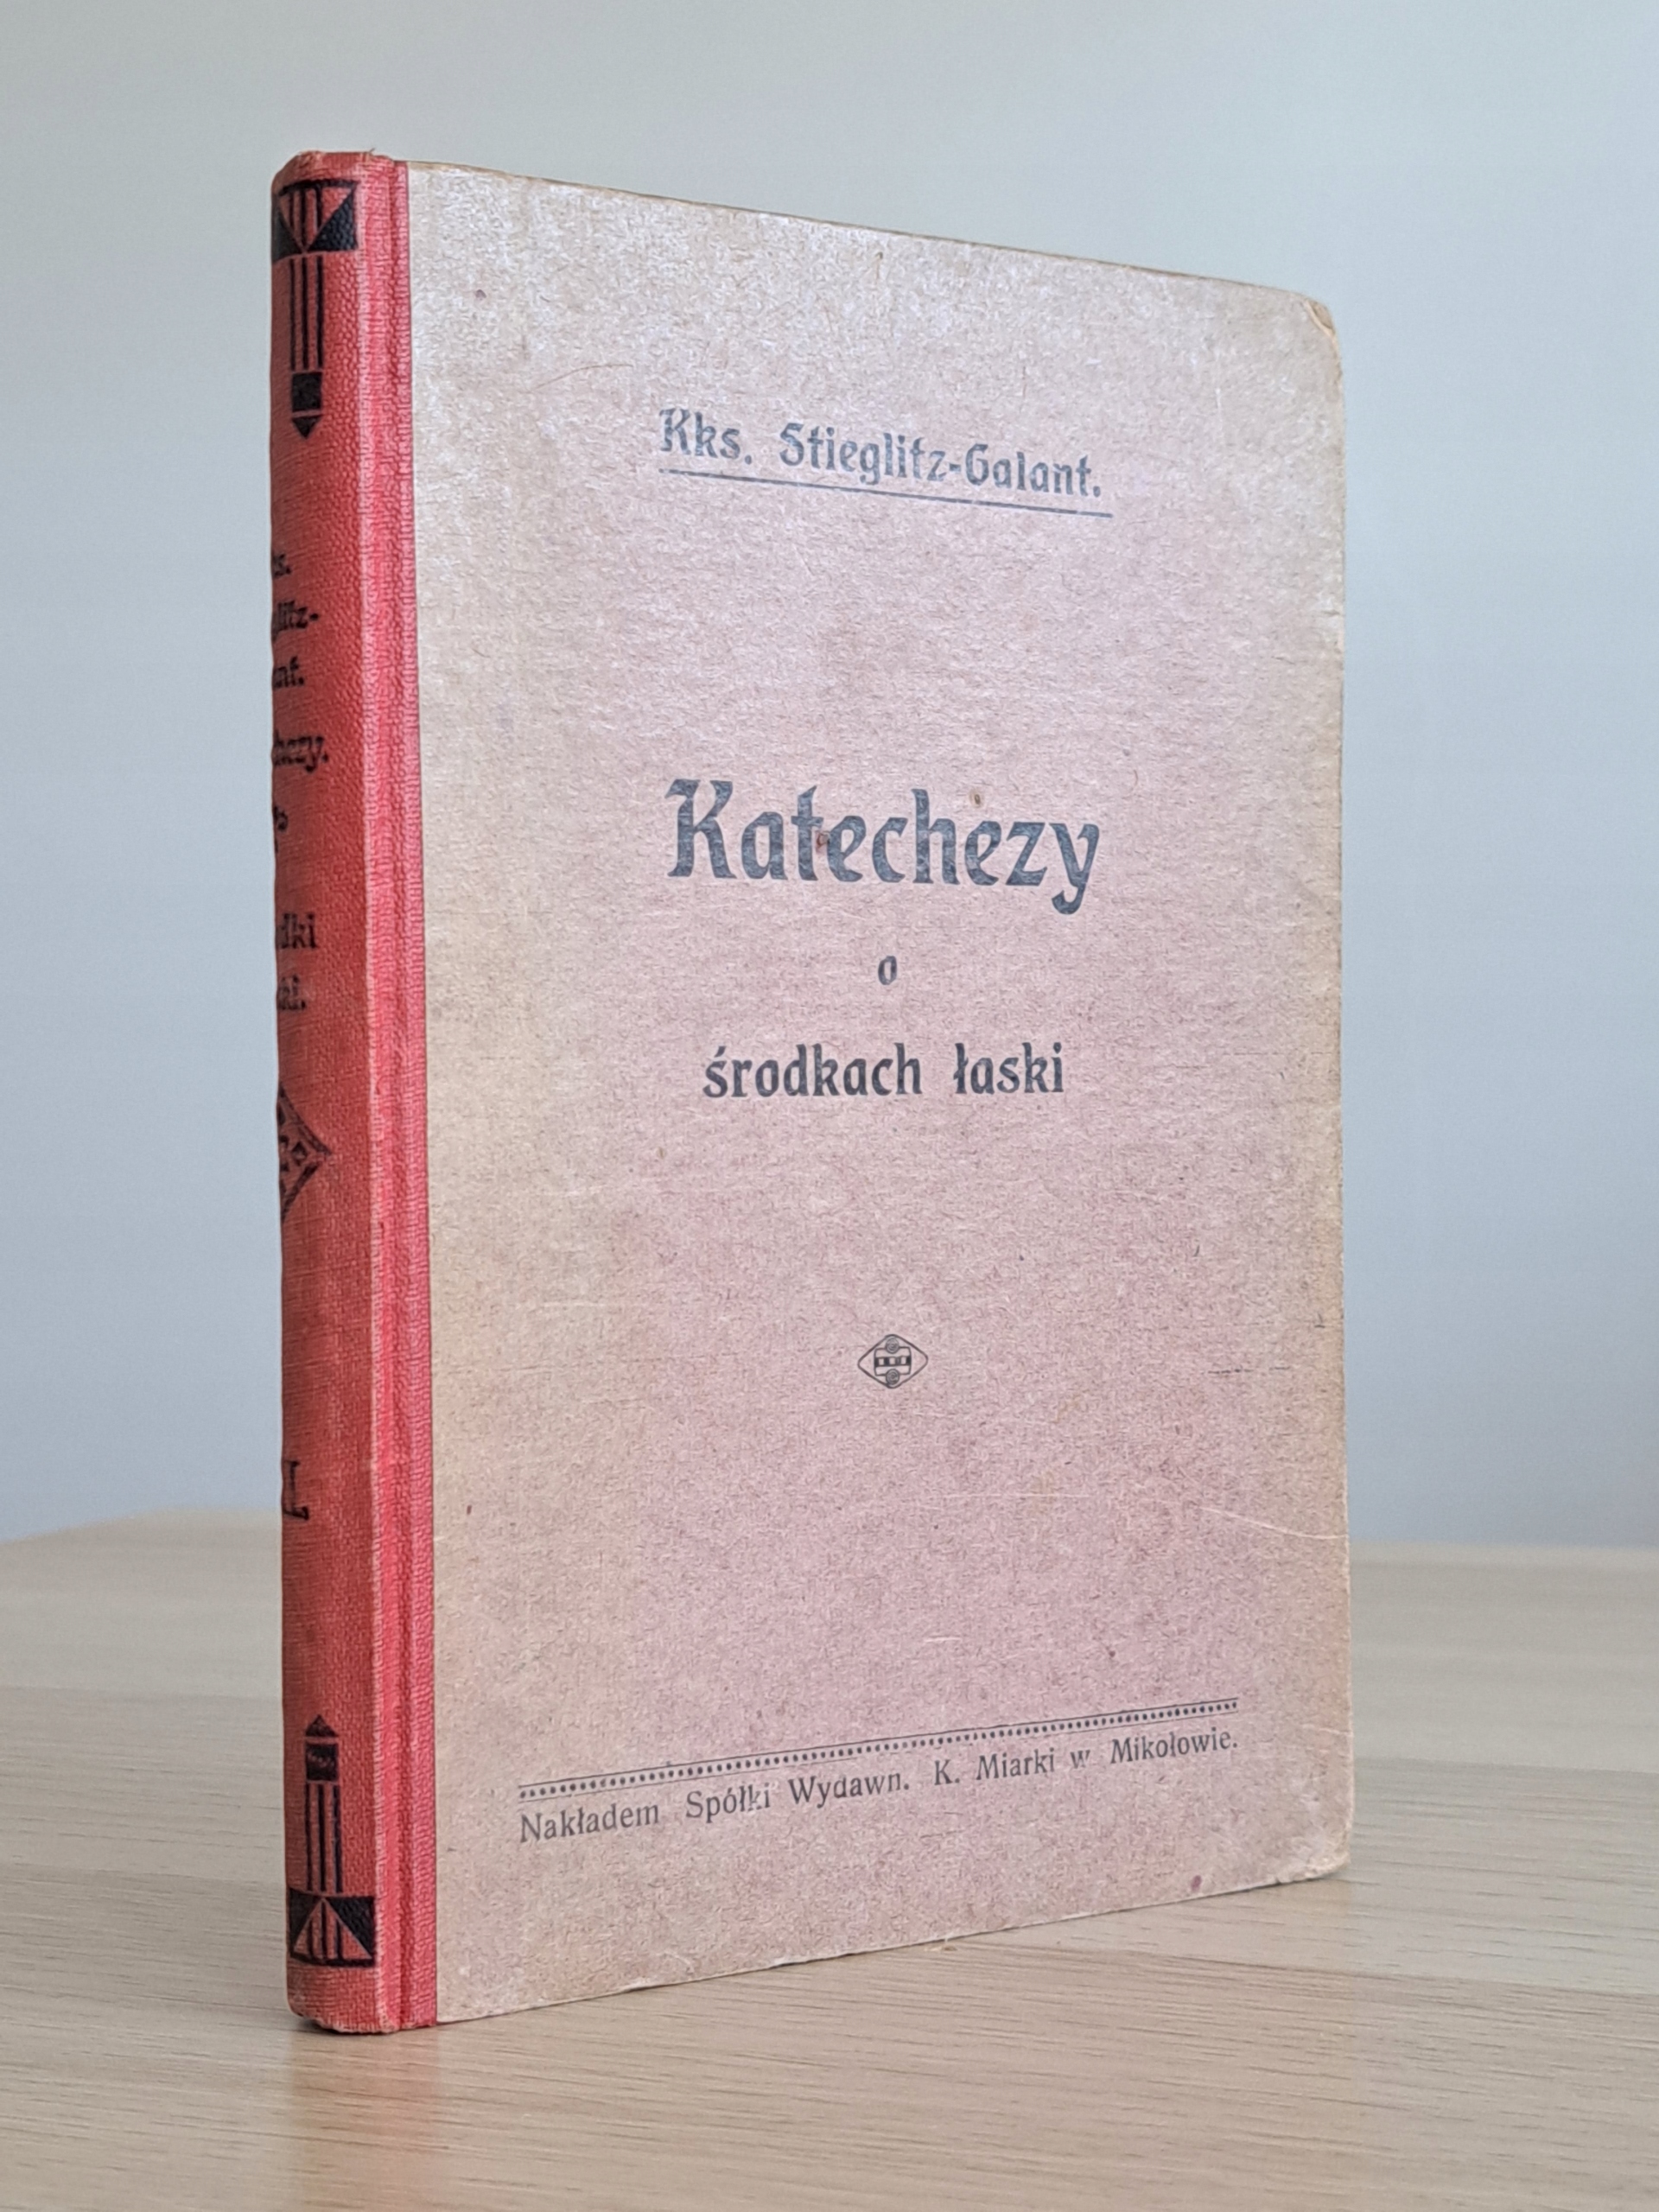 Kks. Stieglitz-Galant.
Katechezy
o
środkach łaski
Nakładem Spółki Wydawn. K. Miarki w Mikołowie.